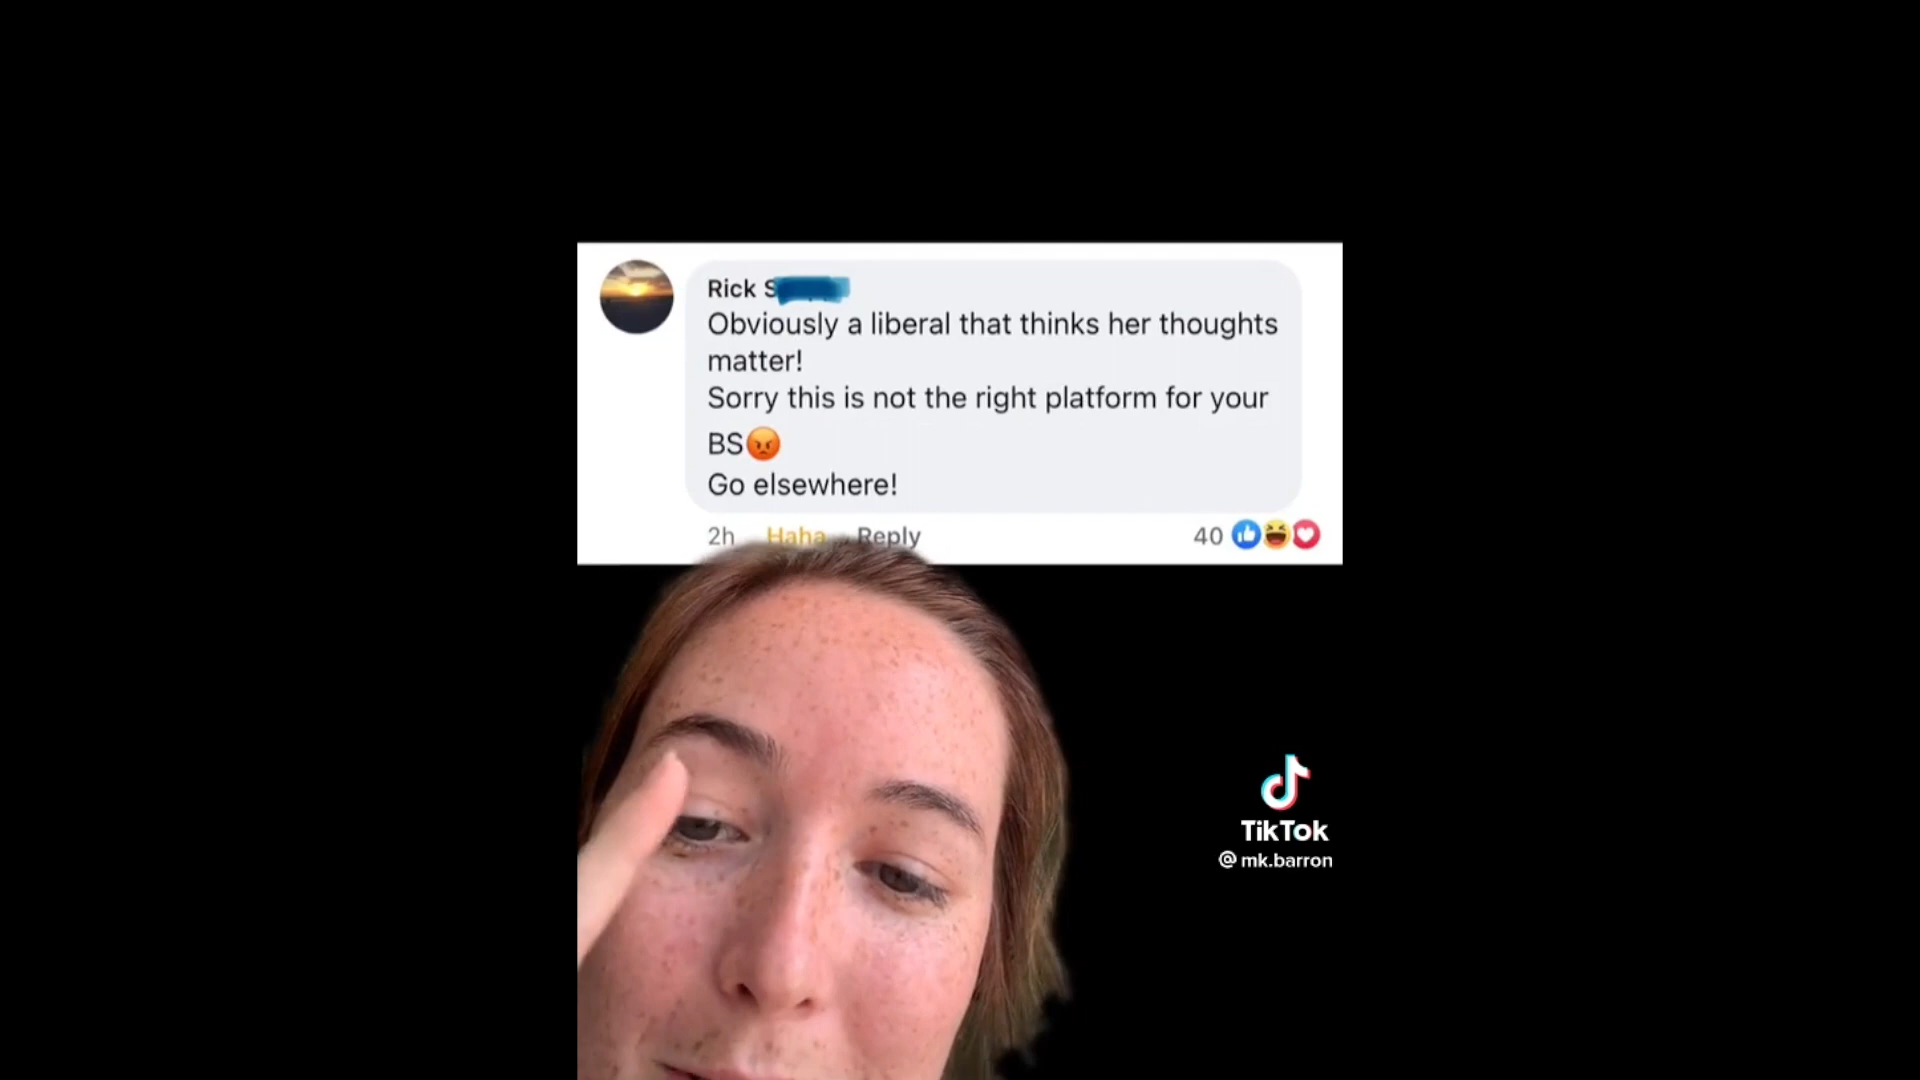 Rick S
Obviously a liberal that thinks her thoughts
matter!
Sorry this is not the right platform for your
BS😡
Go elsewhere!
2h Haha Reply 40
TikTok
@mk.barron